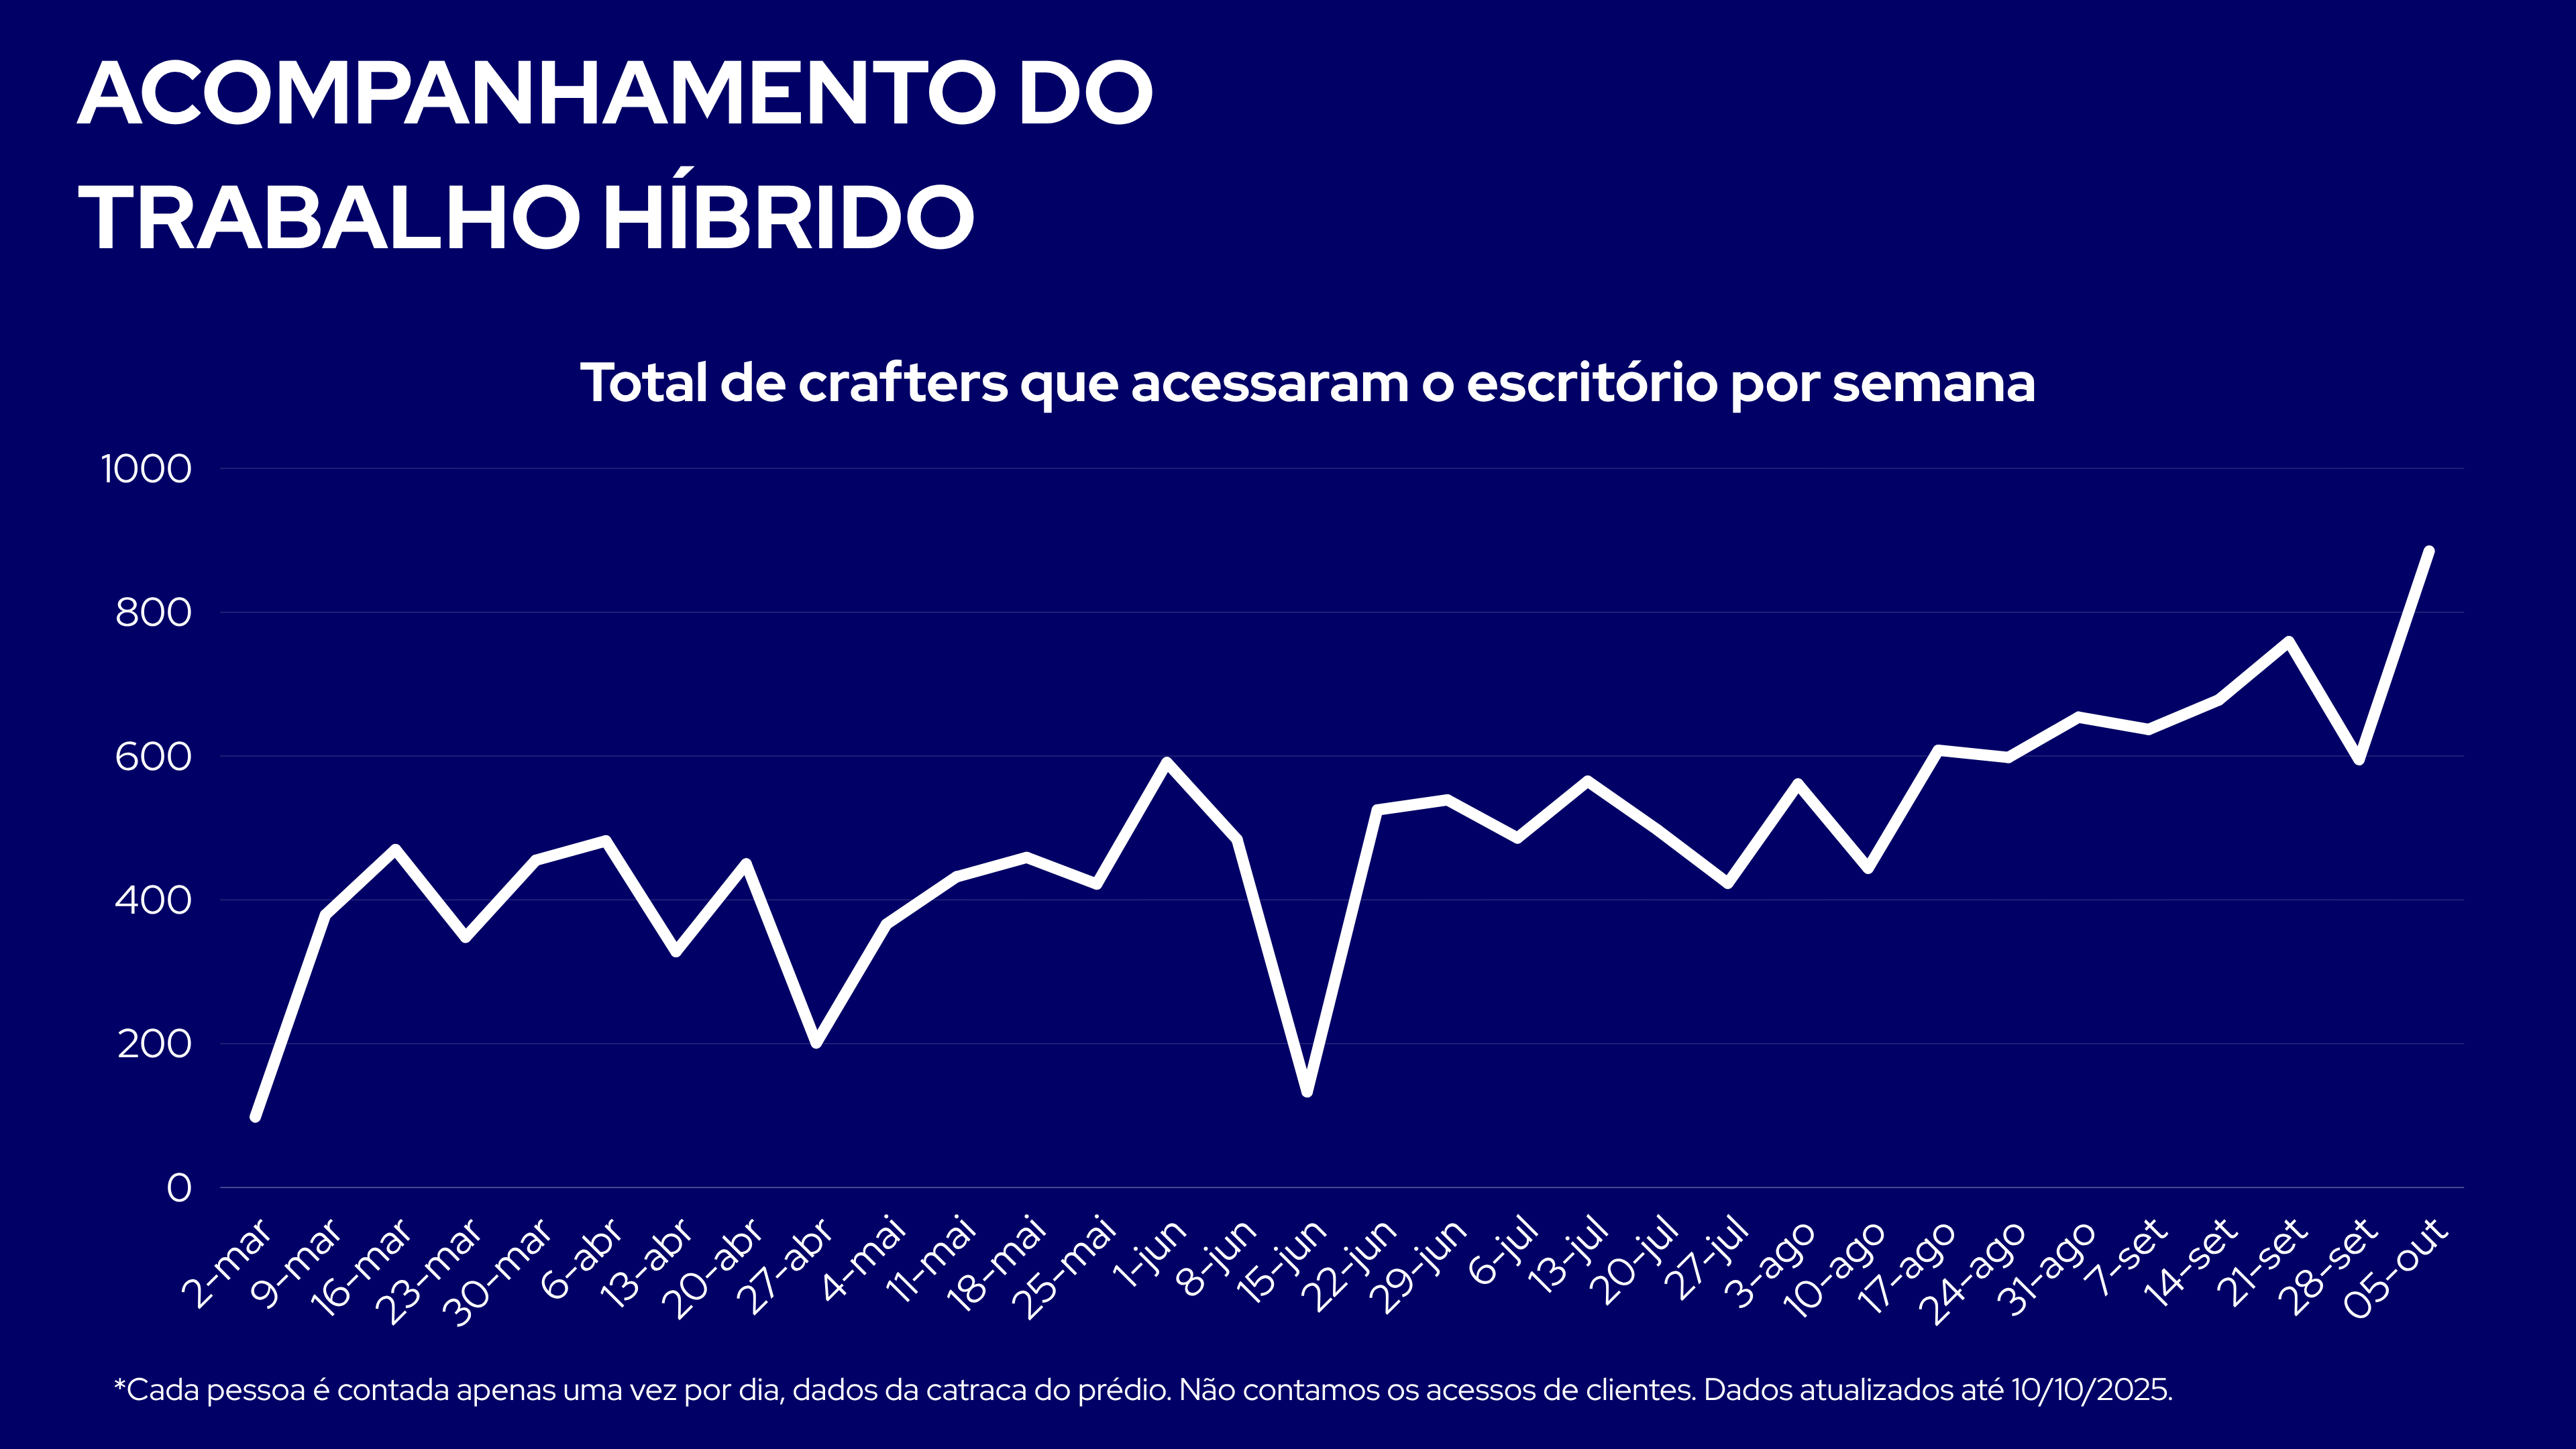 ACOMPANHAMENTO DO
TRABALHO HÍBRIDO
Total de crafters que acessaram o escritório por semana
1000
800
600
400
200
0
2-mar
9-mar
16-mar
23-mar
30-mar
6-abr
13-abr
20-abr
27-abr
4-mai
11-mai
18-mai
25-mai
1-jun
8-jun
15-jun
22-jun
29-jun
6-jul
13-jul
20-jul
27-jul
3-ago
10-ago
17-ago
24-ago
31-ago
7-set
14-set
21-set
28-set
05-out
*Cada pessoa é contada apenas uma vez por dia, dados da catraca do prédio. Não contamos os acessos de clientes. Dados atualizados até 10/10/2025.